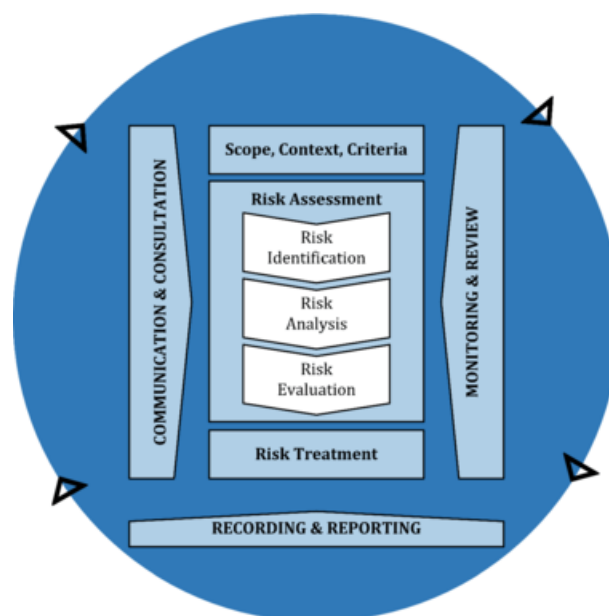 Scope, Context, Criteria
Risk Assessment
Risk
Identification
Risk
Analysis
Risk
Evaluation
Risk Treatment
COMMUNICATION & CONSULTATION
MONITORING & REVIEW
RECORDING & REPORTING